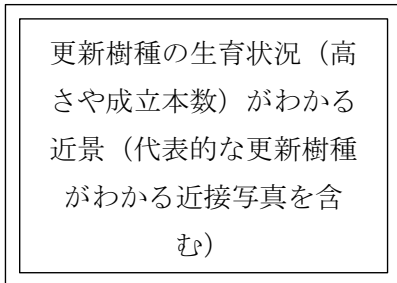 更新樹種の生育状況（高
さや成立本数）がわかる
近景（代表的な更新樹種
がわかる近接写真を含
む）